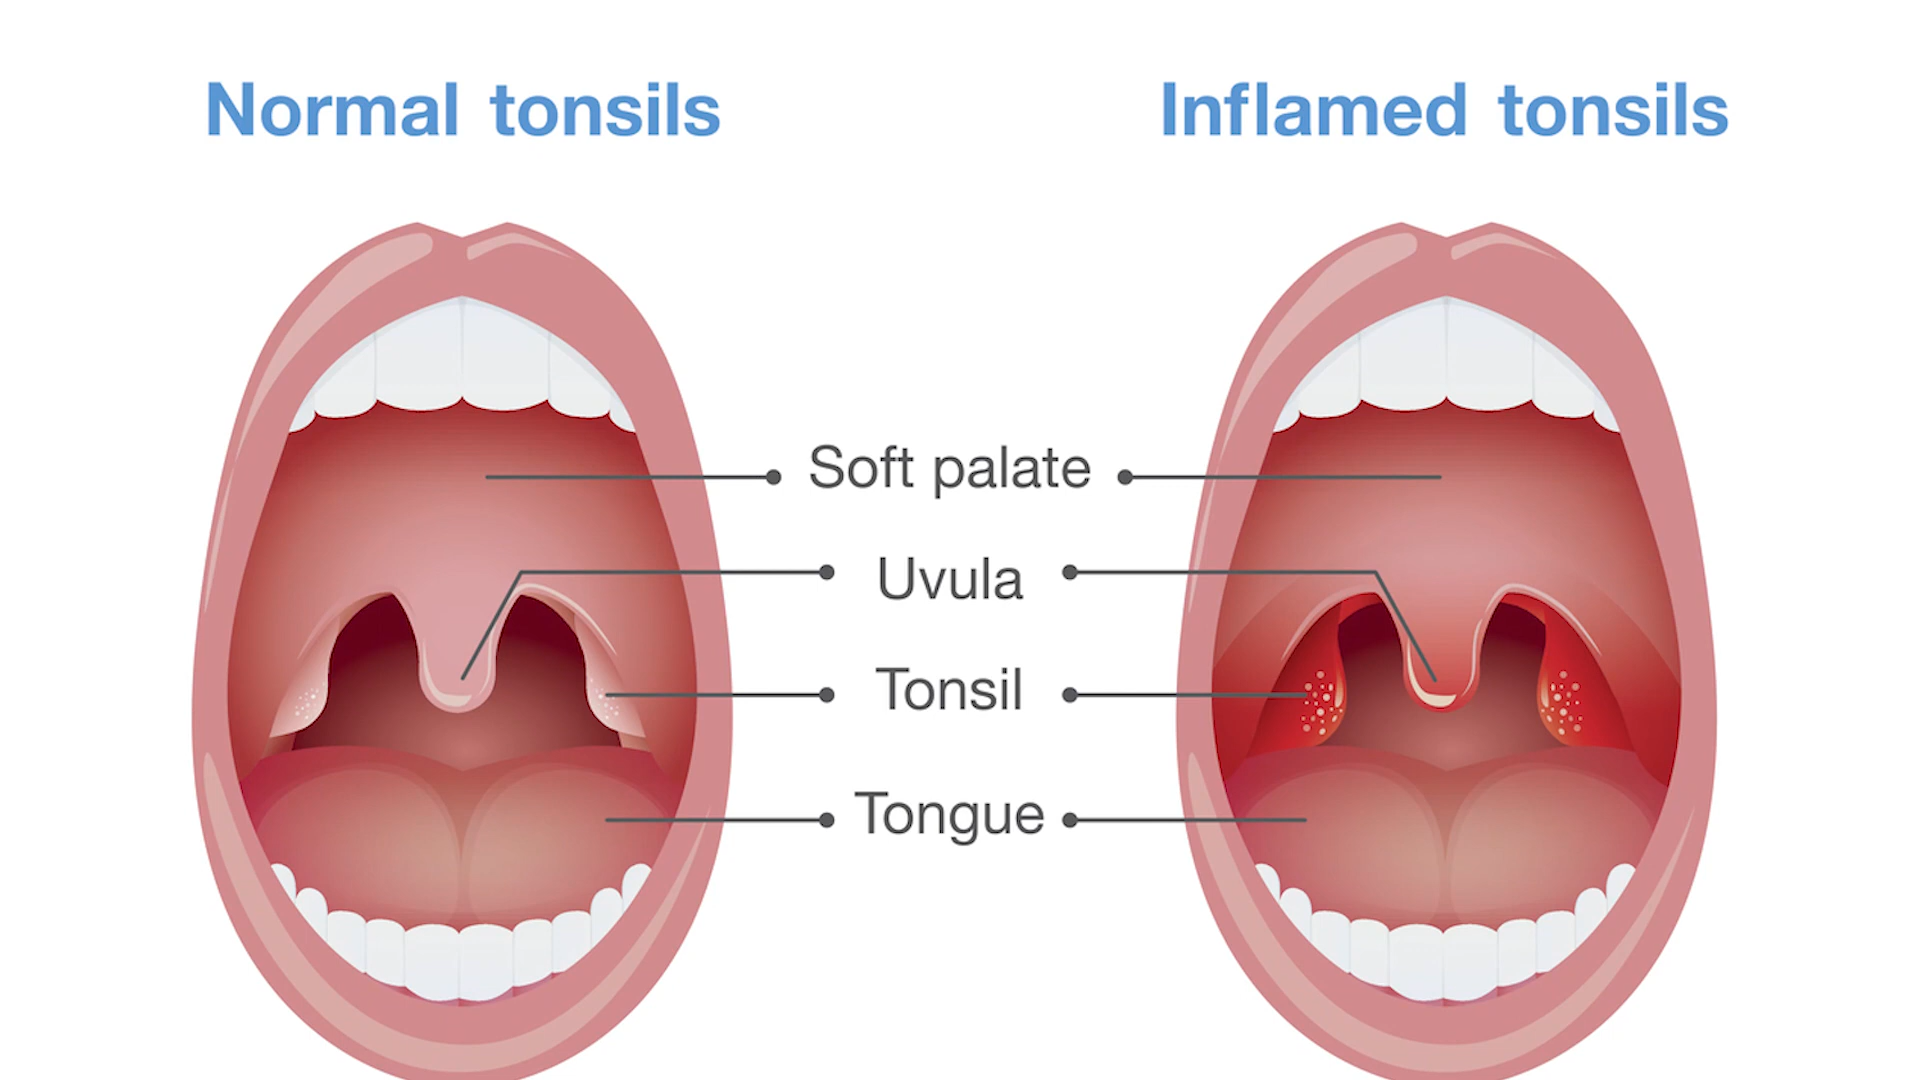 Normal tonsils
Inflamed tonsils
Soft palate
Uvula
Tonsil
Tongue